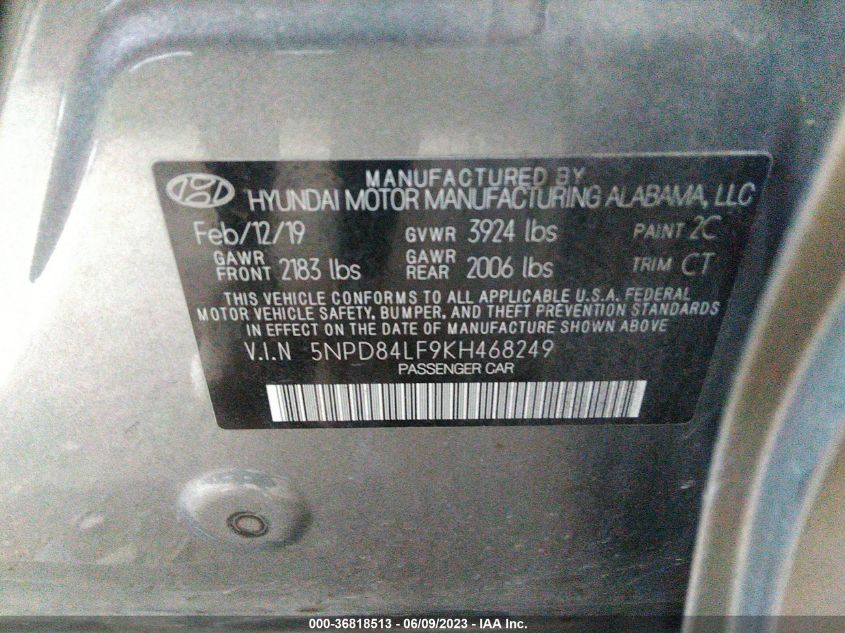 MANUFACTURED BY
HYUNDAI MOTOR MANUFACTURING ALABAMA, LLC
Feb/12/19 GVWR 3924 lbs PAINT 2C
GAWR FRONT 2183 lbs GAWR REAR 2006 lbs TRIM CT
THIS VEHICLE CONFORMS TO ALL APPLICABLE U.S.A. FEDERAL
MOTOR VEHICLE SAFETY, BUMPER, AND THEFT PREVENTION STANDARDS
IN EFFECT ON THE DATE OF MANUFACTURE SHOWN ABOVE
V.I.N 5NPD84LF9KH468249
PASSENGER CAR
000-36818513 - 06/09/2023 - IAA Inc.